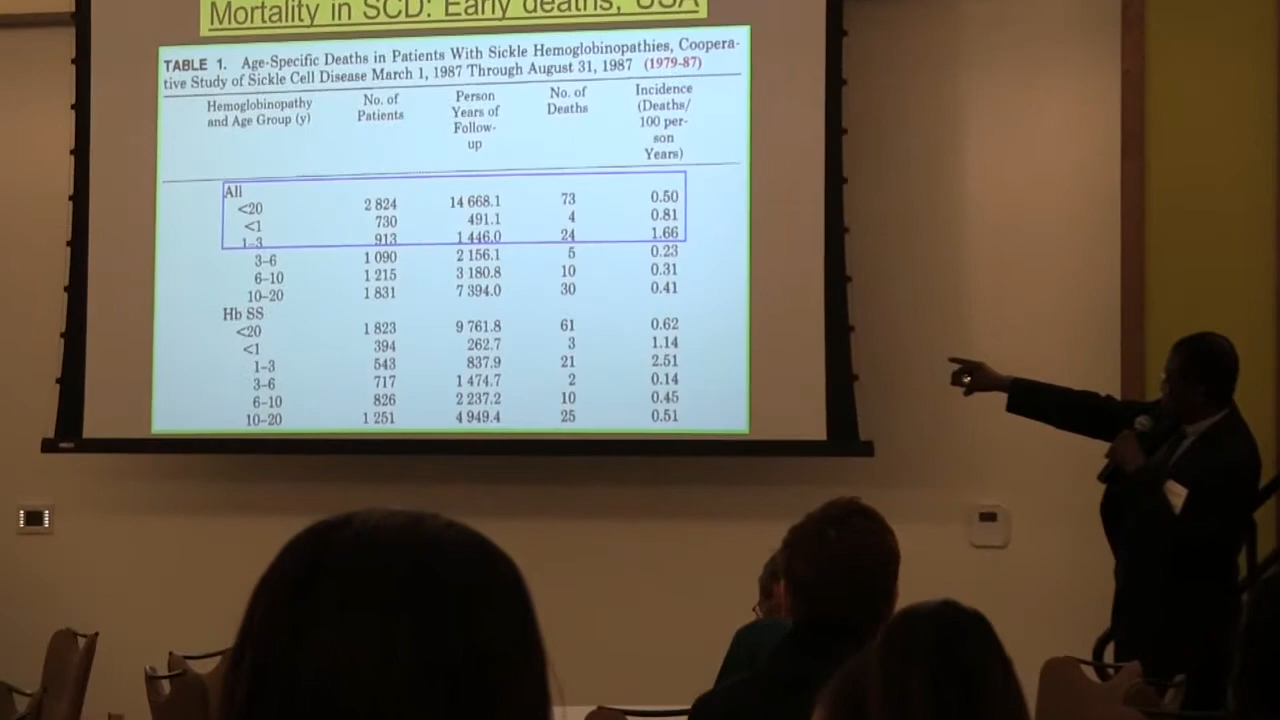 Mortality in SCD: Early deaths, USA
TABLE 1. Age-Specific Deaths in Patients With Sickle Hemoglobinopathies, Coopera-
tive Study of Sickle Cell Disease March 1, 1987 Through August 31, 1987 (1979-87)
Hemoglobinopathy and Age Group (y) No. of Patients Person Years of Follow-up No. of Deaths Incidence (Deaths/ 100 per-son Years)
All
<20 2 824 14 668.1 73 0.50
<1 730 491.1 4 0.81
1–3 913 1 446.0 24 1.66
3–6 1 090 2 156.1 5 0.23
6–10 1 215 3 180.8 10 0.31
10–20 1 831 7 394.0 30 0.41
Hb SS
<20 1 823 9 761.8 61 0.62
<1 394 262.7 3 1.14
1–3 543 837.9 21 2.51
3–6 717 1 474.7 2 0.14
6–10 826 2 237.2 10 0.45
10–20 1 251 4 949.4 25 0.51